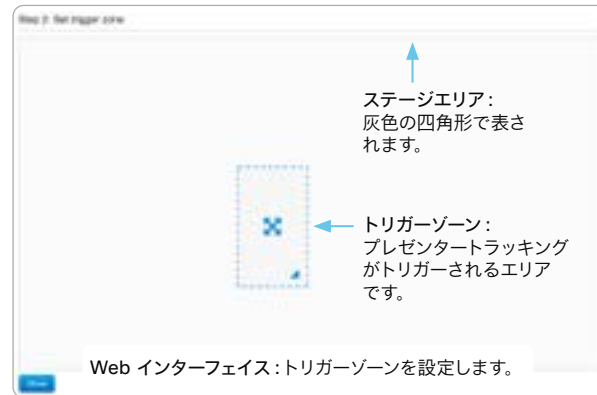 Step 2: Set trigger zone
ステージエリア:
灰色の四角形で表さ
れます。
トリガーゾーン:
プレゼンタートラッキング
がトリガーされるエリア
です。
Web インターフェイス:トリガーゾーンを設定します。